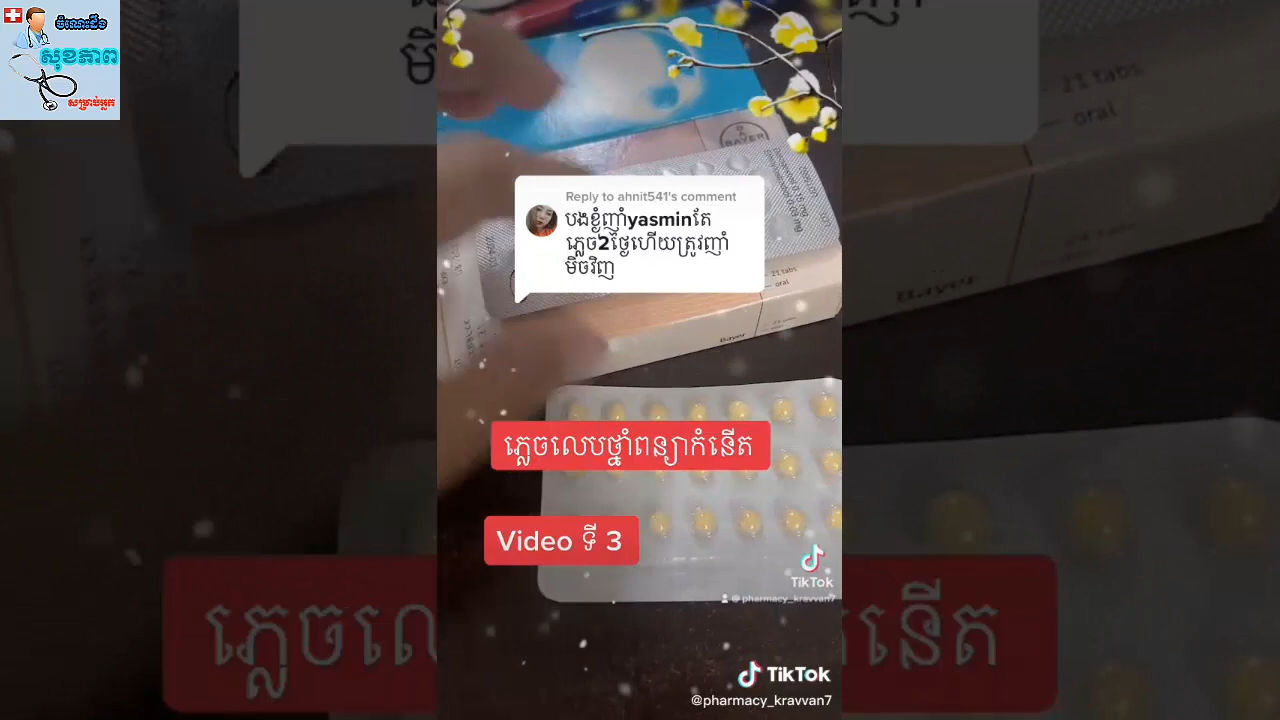 ចំណេះដឹង
សុខភាព
សម្រាប់អ្នក
BAYER
21 tabs
oral
Reply to ahnit541's comment
បងខ្ញុំញ៉ាំyasminតែ
ភ្លេច2ថ្ងៃហើយត្រូវញ៉ាំ
មិចវិញ
21 tabs.
oral
Bayer
ភ្លេចលេបថ្នាំពន្យាកំនើត
Video ទី 3
TikTok
@pharmacy_kravvan7
TikTok
@pharmacy_kravvan7